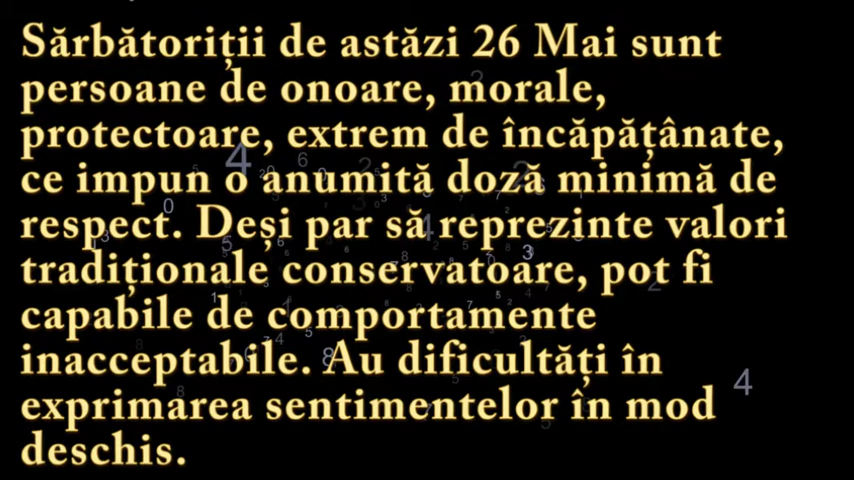 Sărbătoriții de astăzi 26 Mai sunt
persoane de onoare, morale,
protectoare, extrem de încăpățânate,
ce impun o anumită doză minimă de
respect. Deși par să reprezinte valori
tradiționale conservatoare, pot fi
capabile de comportamente
inacceptabile. Au dificultăți în
exprimarea sentimentelor în mod
deschis.